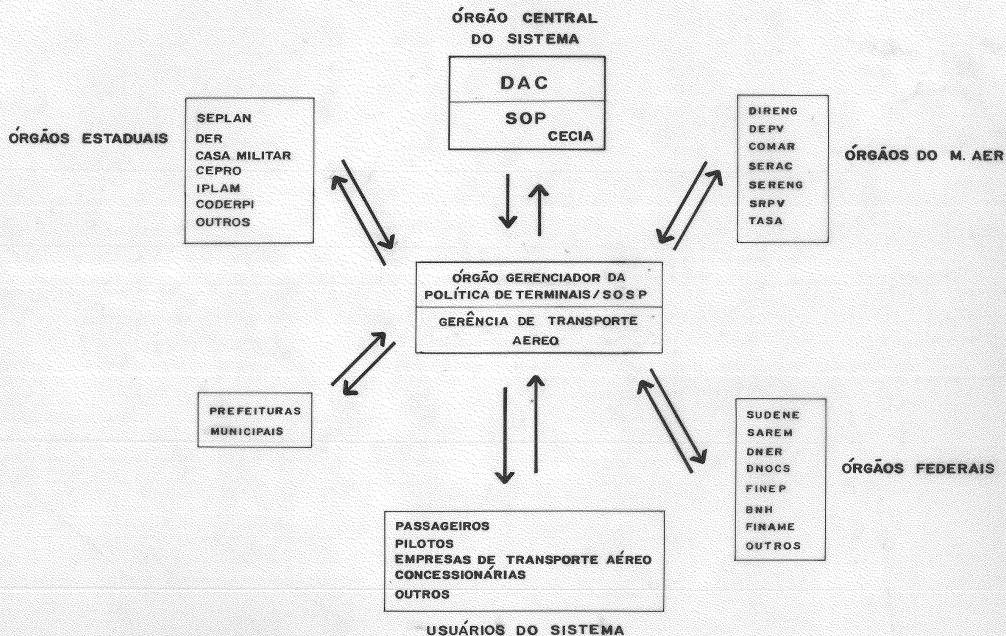 ÓRGÃO CENTRAL
DO SISTEMA
DAC
SOP
CECIA
ÓRGÃOS ESTADUAIS
SEPLAN
DER
CASA MILITAR
CEPRO
IPLAM
CODERPI
OUTROS
DIRENG
DEPV
COMAR
SERAC
SERENG
SRPV
TASA
ÓRGÃOS DO M. AER
ÓRGÃO GERENCIADOR DA
POLÍTICA DE TERMINAIS/SOSP
GERÊNCIA DE TRANSPORTE
AEREO
PREFEITURAS
MUNICIPAIS
SUDENE
SAREM
DNER
DNOCS
FINEP
BNH
FINAME
OUTROS
ÓRGÃOS FEDERAIS
PASSAGEIROS
PILOTOS
EMPRESAS DE TRANSPORTE AÉREO
CONCESSIONÁRIAS
OUTROS
USUÁRIOS DO SISTEMA